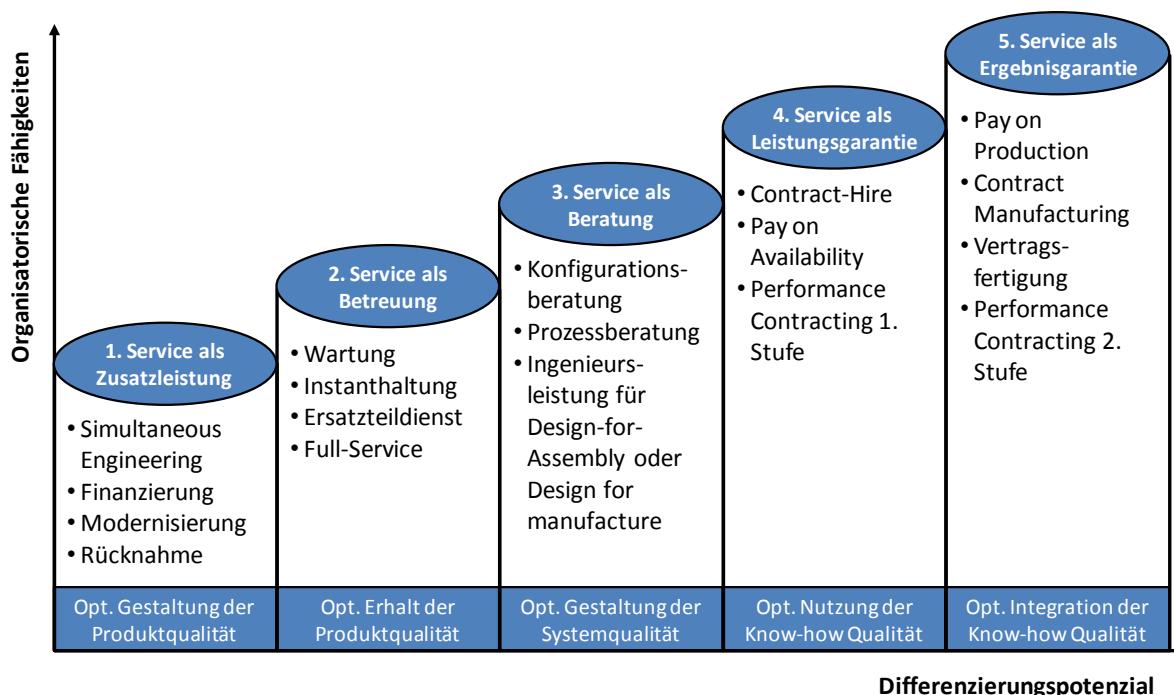 Organisatorische Fähigkeiten
1. Service als
Zusatzleistung
• Simultaneous
Engineering
• Finanzierung
• Modernisierung
• Rücknahme
Opt. Gestaltung der
Produktqualität
2. Service als
Betreuung
• Wartung
• Instanthaltung
• Ersatzteildienst
• Full-Service
Opt. Erhalt der
Produktqualität
3. Service als
Beratung
• Konfigurations-
beratung
• Prozessberatung
• Ingenieurs-
leistung für
Design-for-
Assembly oder
Design for
manufacture
Opt. Gestaltung der
Systemqualität
4. Service als
Leistungsgarantie
• Contract-Hire
• Pay on
Availability
• Performance
Contracting 1.
Stufe
Opt. Nutzung der
Know-how Qualität
5. Service als
Ergebnisgarantie
• Pay on
Production
• Contract
Manufacturing
• Vertrags-
fertigung
• Performance
Contracting 2.
Stufe
Opt. Integration der
Know-how Qualität
Differenzierungspotenzial